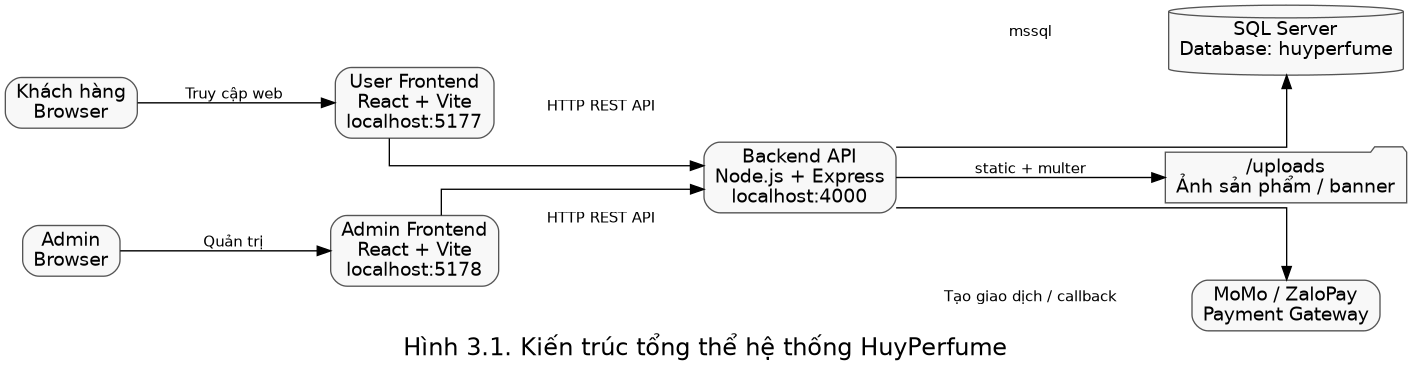 Khách hàng
Browser
Truy cập web
User Frontend
React + Vite
localhost:5177
HTTP REST API
Admin
Browser
Quản trị
Admin Frontend
React + Vite
localhost:5178
HTTP REST API
Backend API
Node.js + Express
localhost:4000
mssql
SQL Server
Database: huyperfume
static + multer
/uploads
Ảnh sản phẩm / banner
Tạo giao dịch / callback
MoMo / ZaloPay
Payment Gateway
Hình 3.1. Kiến trúc tổng thể hệ thống HuyPerfume